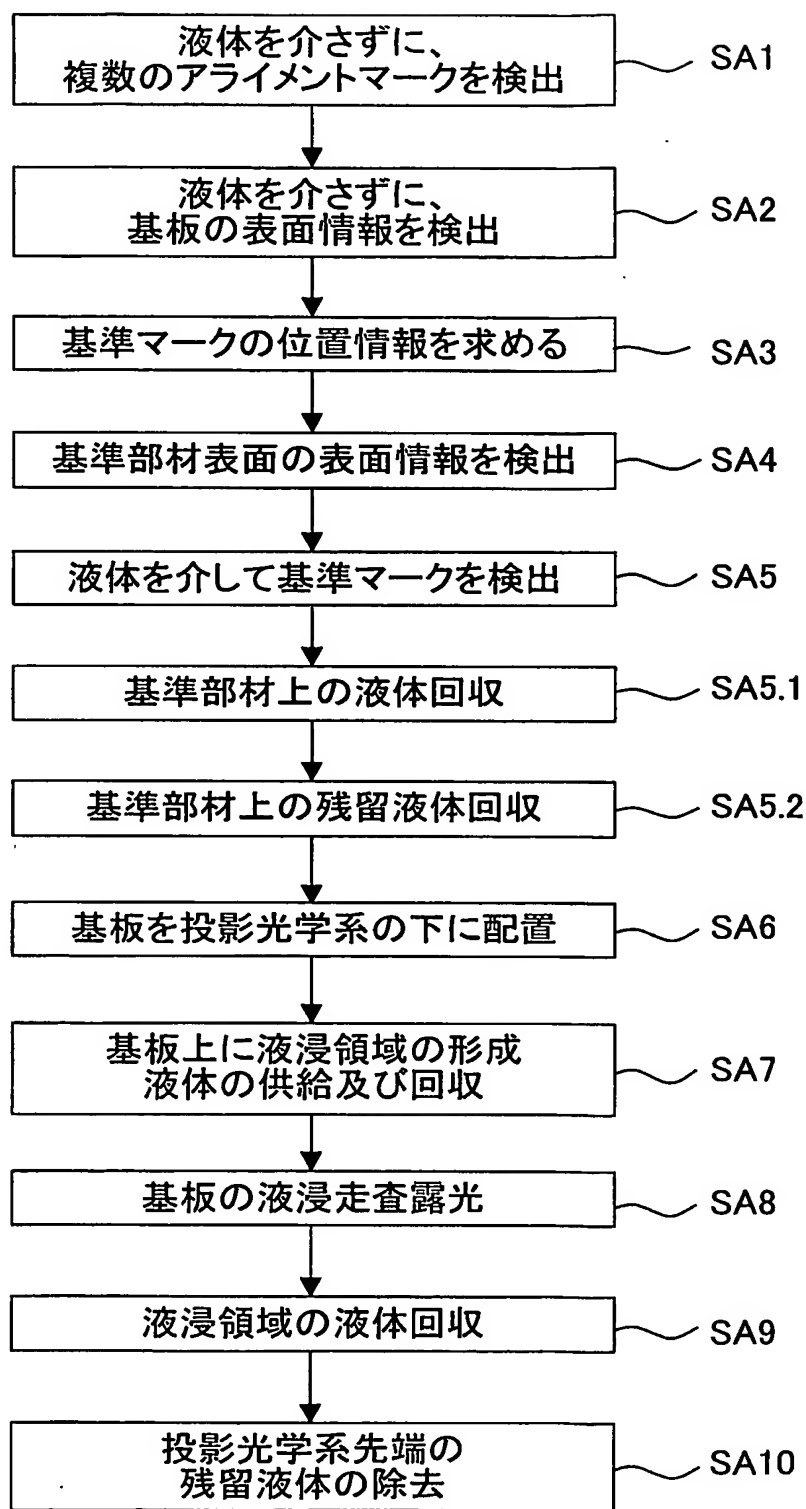 液体を介さずに、
複数のアライメントマークを検出
SA1
液体を介さずに、
基板の表面情報を検出
SA2
基準マークの位置情報を求める
SA3
基準部材表面の表面情報を検出
SA4
液体を介して基準マークを検出
SA5
基準部材上の液体回収
SA5.1
基準部材上の残留液体回収
SA5.2
基板を投影光学系の下に配置
SA6
基板上に液浸領域の形成
液体の供給及び回収
SA7
基板の液浸走査露光
SA8
液浸領域の液体回収
SA9
投影光学系先端の
残留液体の除去
SA10